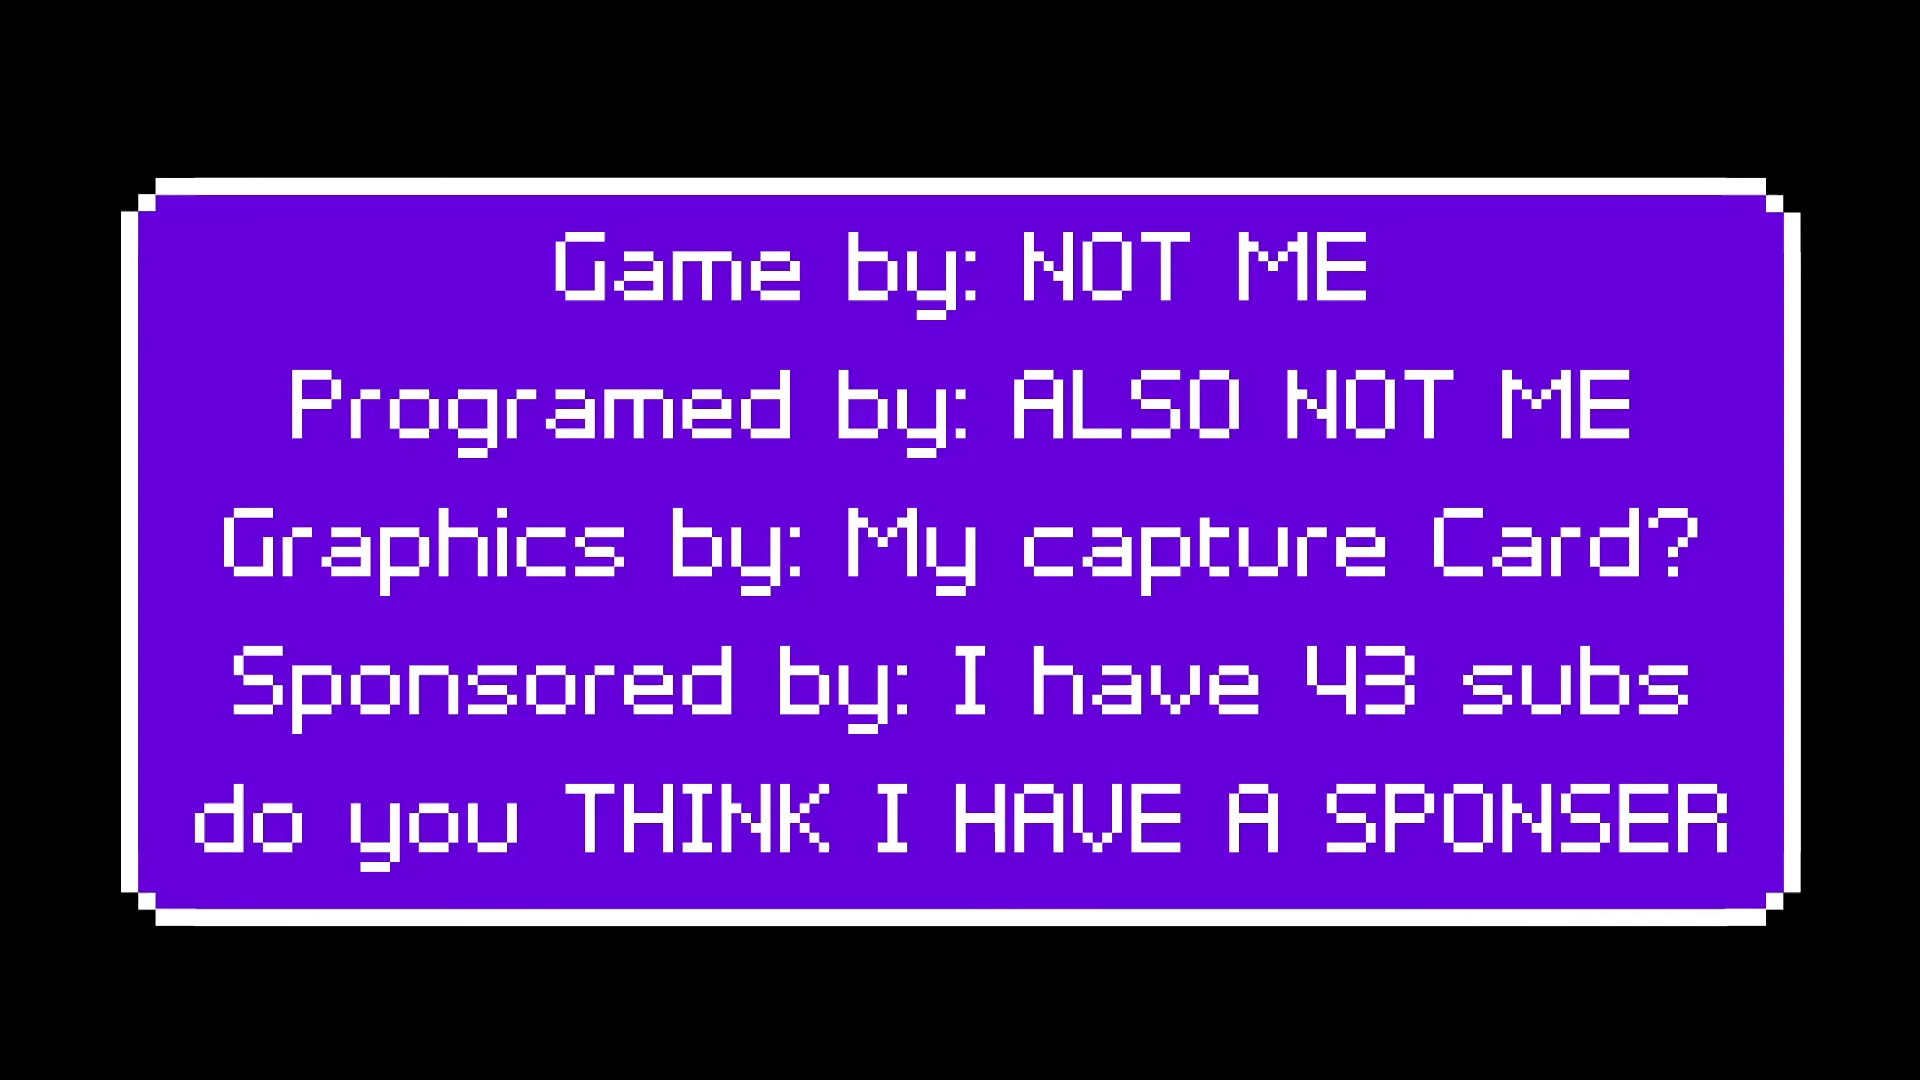 Game by: NOT ME
Programed by: ALSO NOT ME
Graphics by: My capture Card?
Sponsored by: I have 43 subs
do you THINK I HAVE A SPONSER